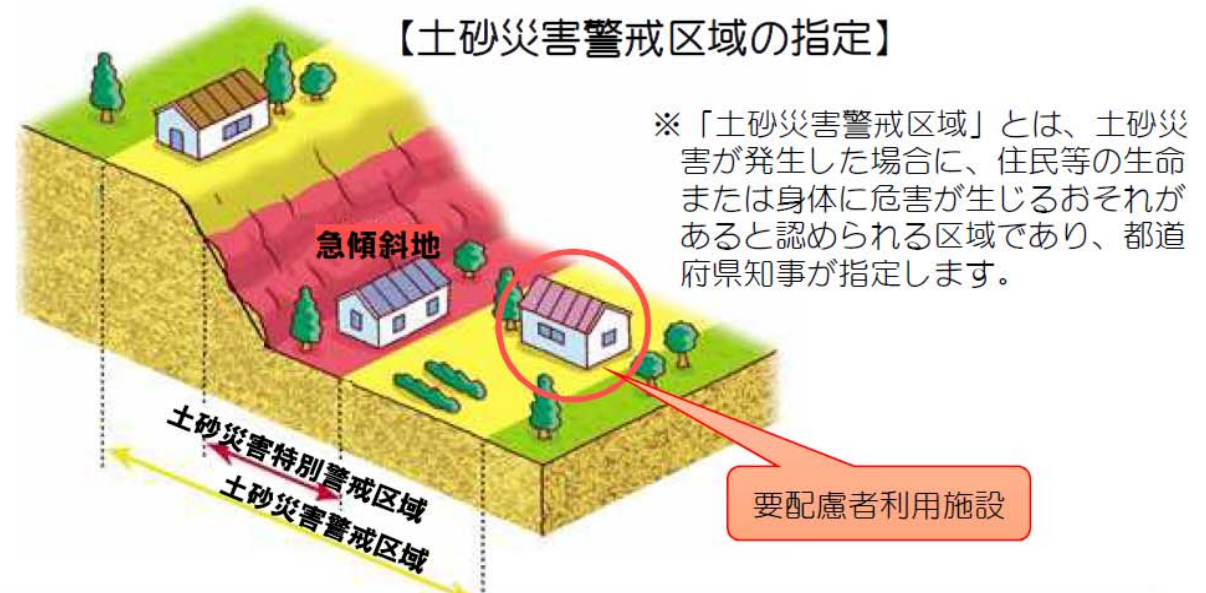 【土砂災害警戒区域の指定】
※「土砂災害警戒区域」とは、土砂災
害が発生した場合に、住民等の生命
または身体に危害が生じるおそれが
あると認められる区域であり、都道
府県知事が指定します。
急傾斜地
土砂災害特別警戒区域
土砂災害警戒区域
要配慮者利用施設